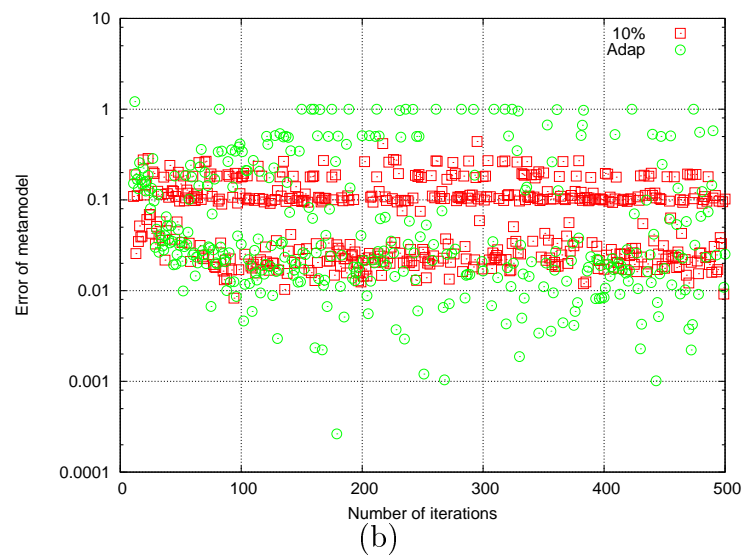 10
1
0.1
0.01
0.001
0.0001
Error of metamodel
10%
Adap
0 100 200 300 400 500
Number of iterations
(b)